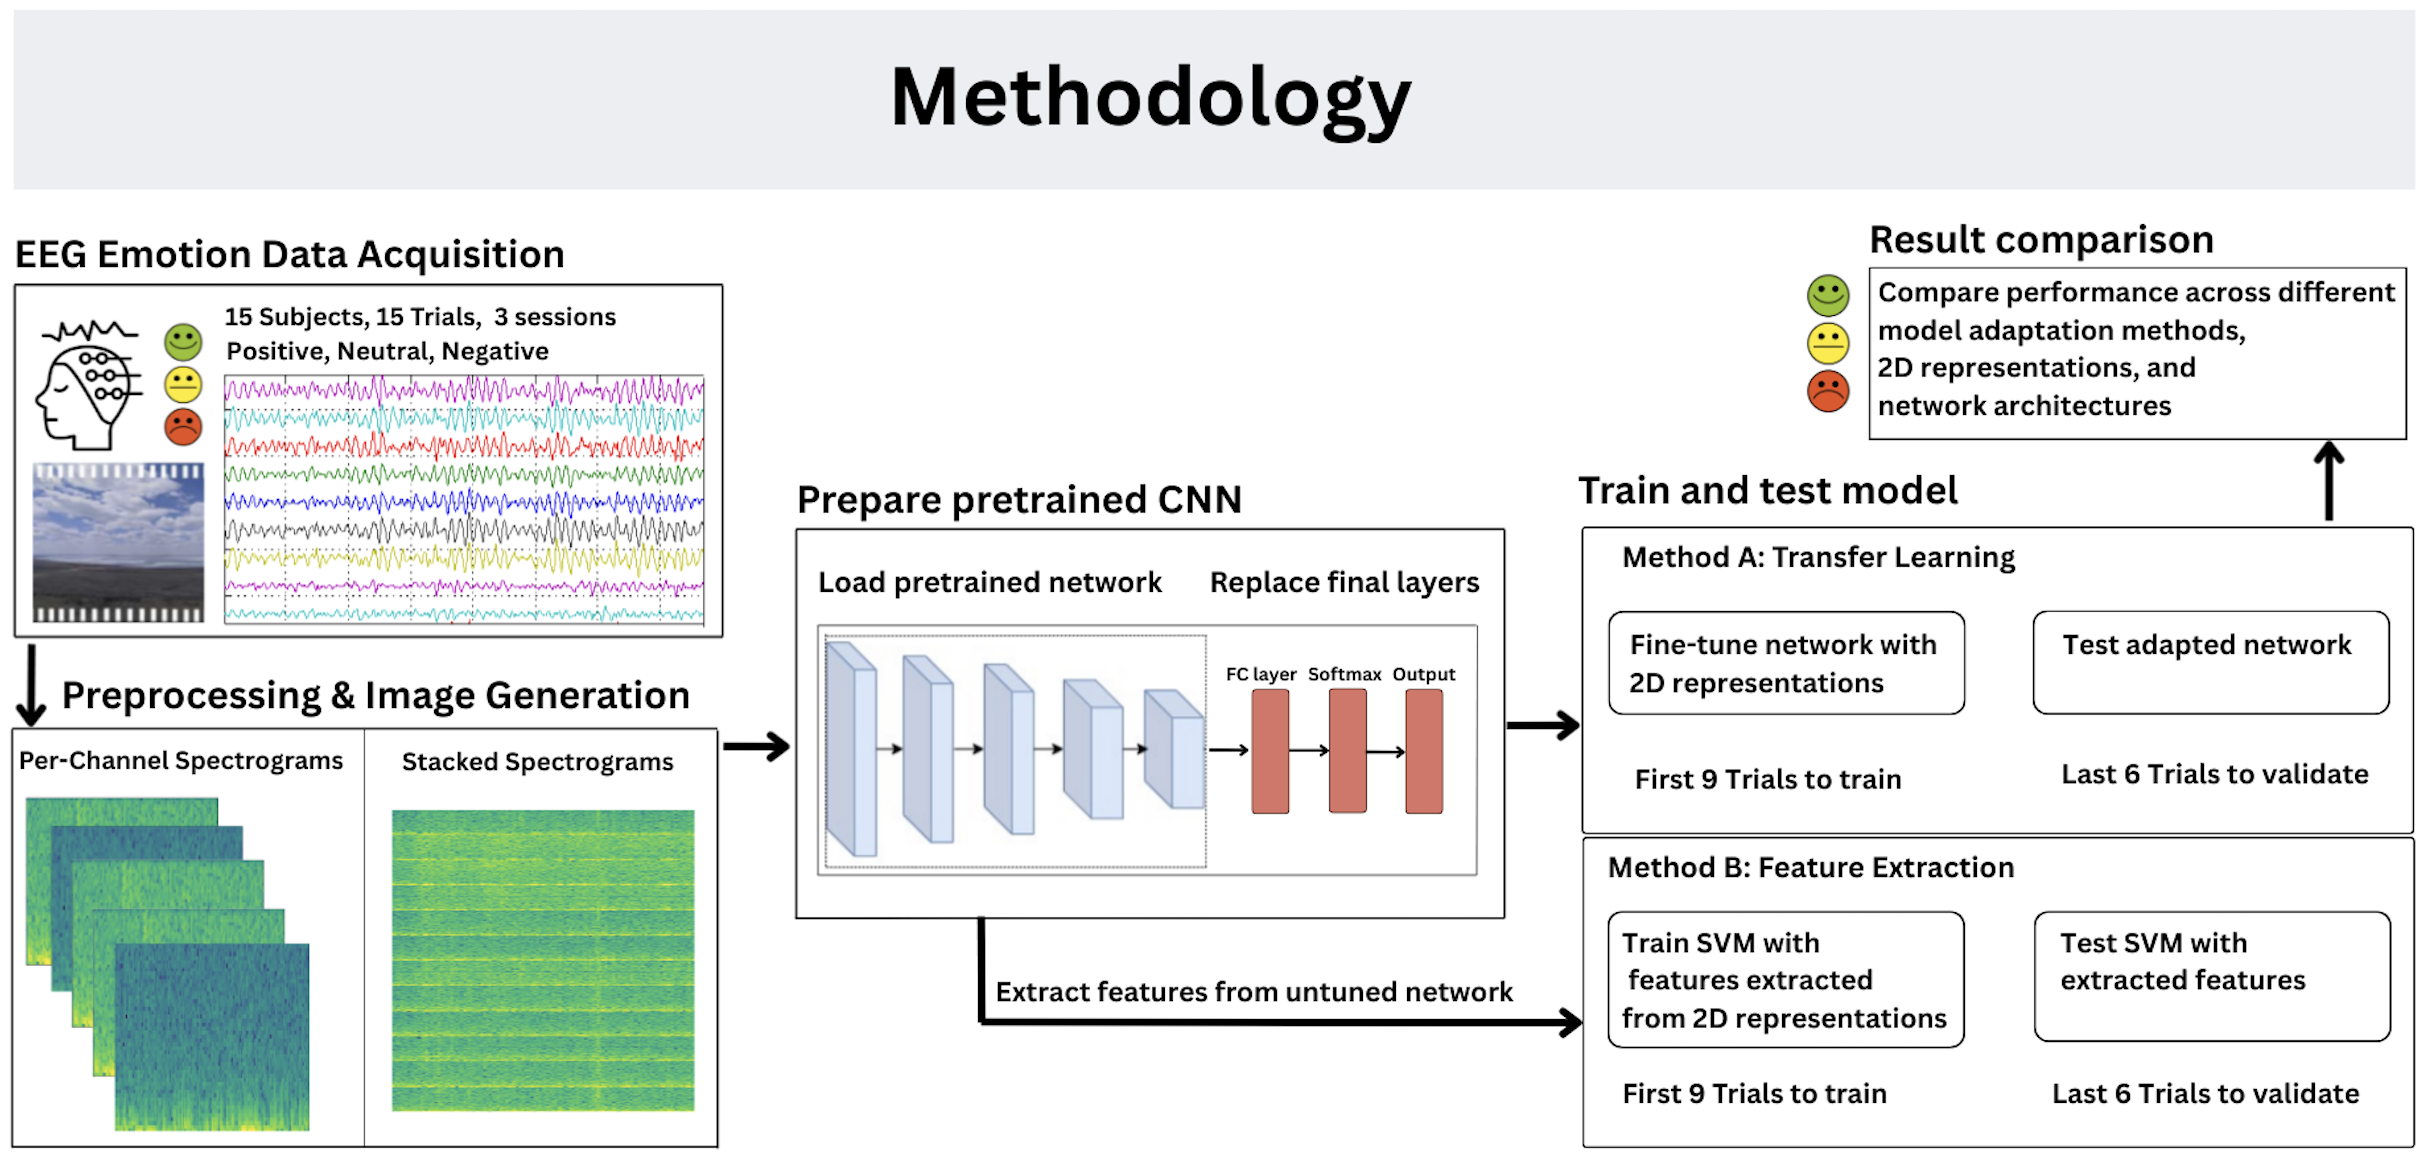 Methodology
EEG Emotion Data Acquisition
15 Subjects, 15 Trials, 3 sessions
Positive, Neutral, Negative
Preprocessing & Image Generation
Per-Channel Spectrograms
Stacked Spectrograms
Prepare pretrained CNN
Load pretrained network
Replace final layers
FC layer
Softmax
Output
Extract features from untuned network
Train and test model
Method A: Transfer Learning
Fine-tune network with
2D representations
Test adapted network
First 9 Trials to train
Last 6 Trials to validate
Method B: Feature Extraction
Train SVM with
features extracted
from 2D representations
Test SVM with
extracted features
First 9 Trials to train
Last 6 Trials to validate
Result comparison
Compare performance across different
model adaptation methods,
2D representations, and
network architectures